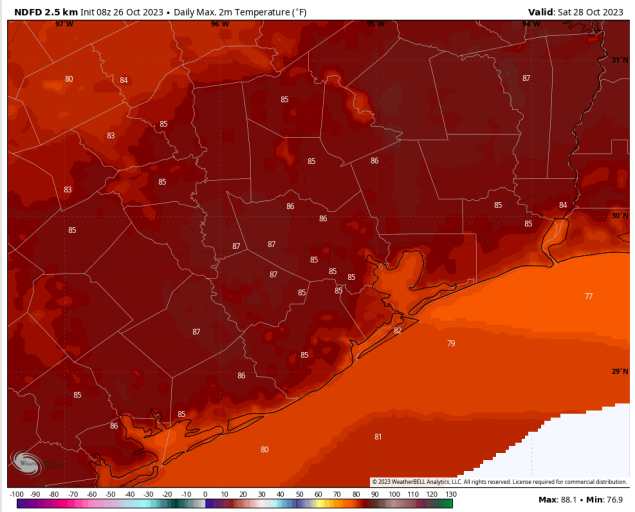 NDFD 2.5 km Init 08z 26 Oct 2023 • Daily Max. 2m Temperature (°F)
Valid: Sat 28 Oct 2023
97°W 96°W 95°W 94°W
31°N
80 84 87
85
83 85
85 86
83 85
86 85 84
86 85
85 30°N
87 87
85
87 85 85
85 85
77
87 82
79
85 29°N
86
85
86 85
81
80
© 2023 WeatherBELL Analytics, LLC. All rights reserved. License required for commercial distribution.
-100 -90 -80 -70 -60 -50 -40 -30 -20 -10 0 10 20 30 40 50 60 70 80 90 100 110 120 130
Max: 88.1 • Min: 76.9